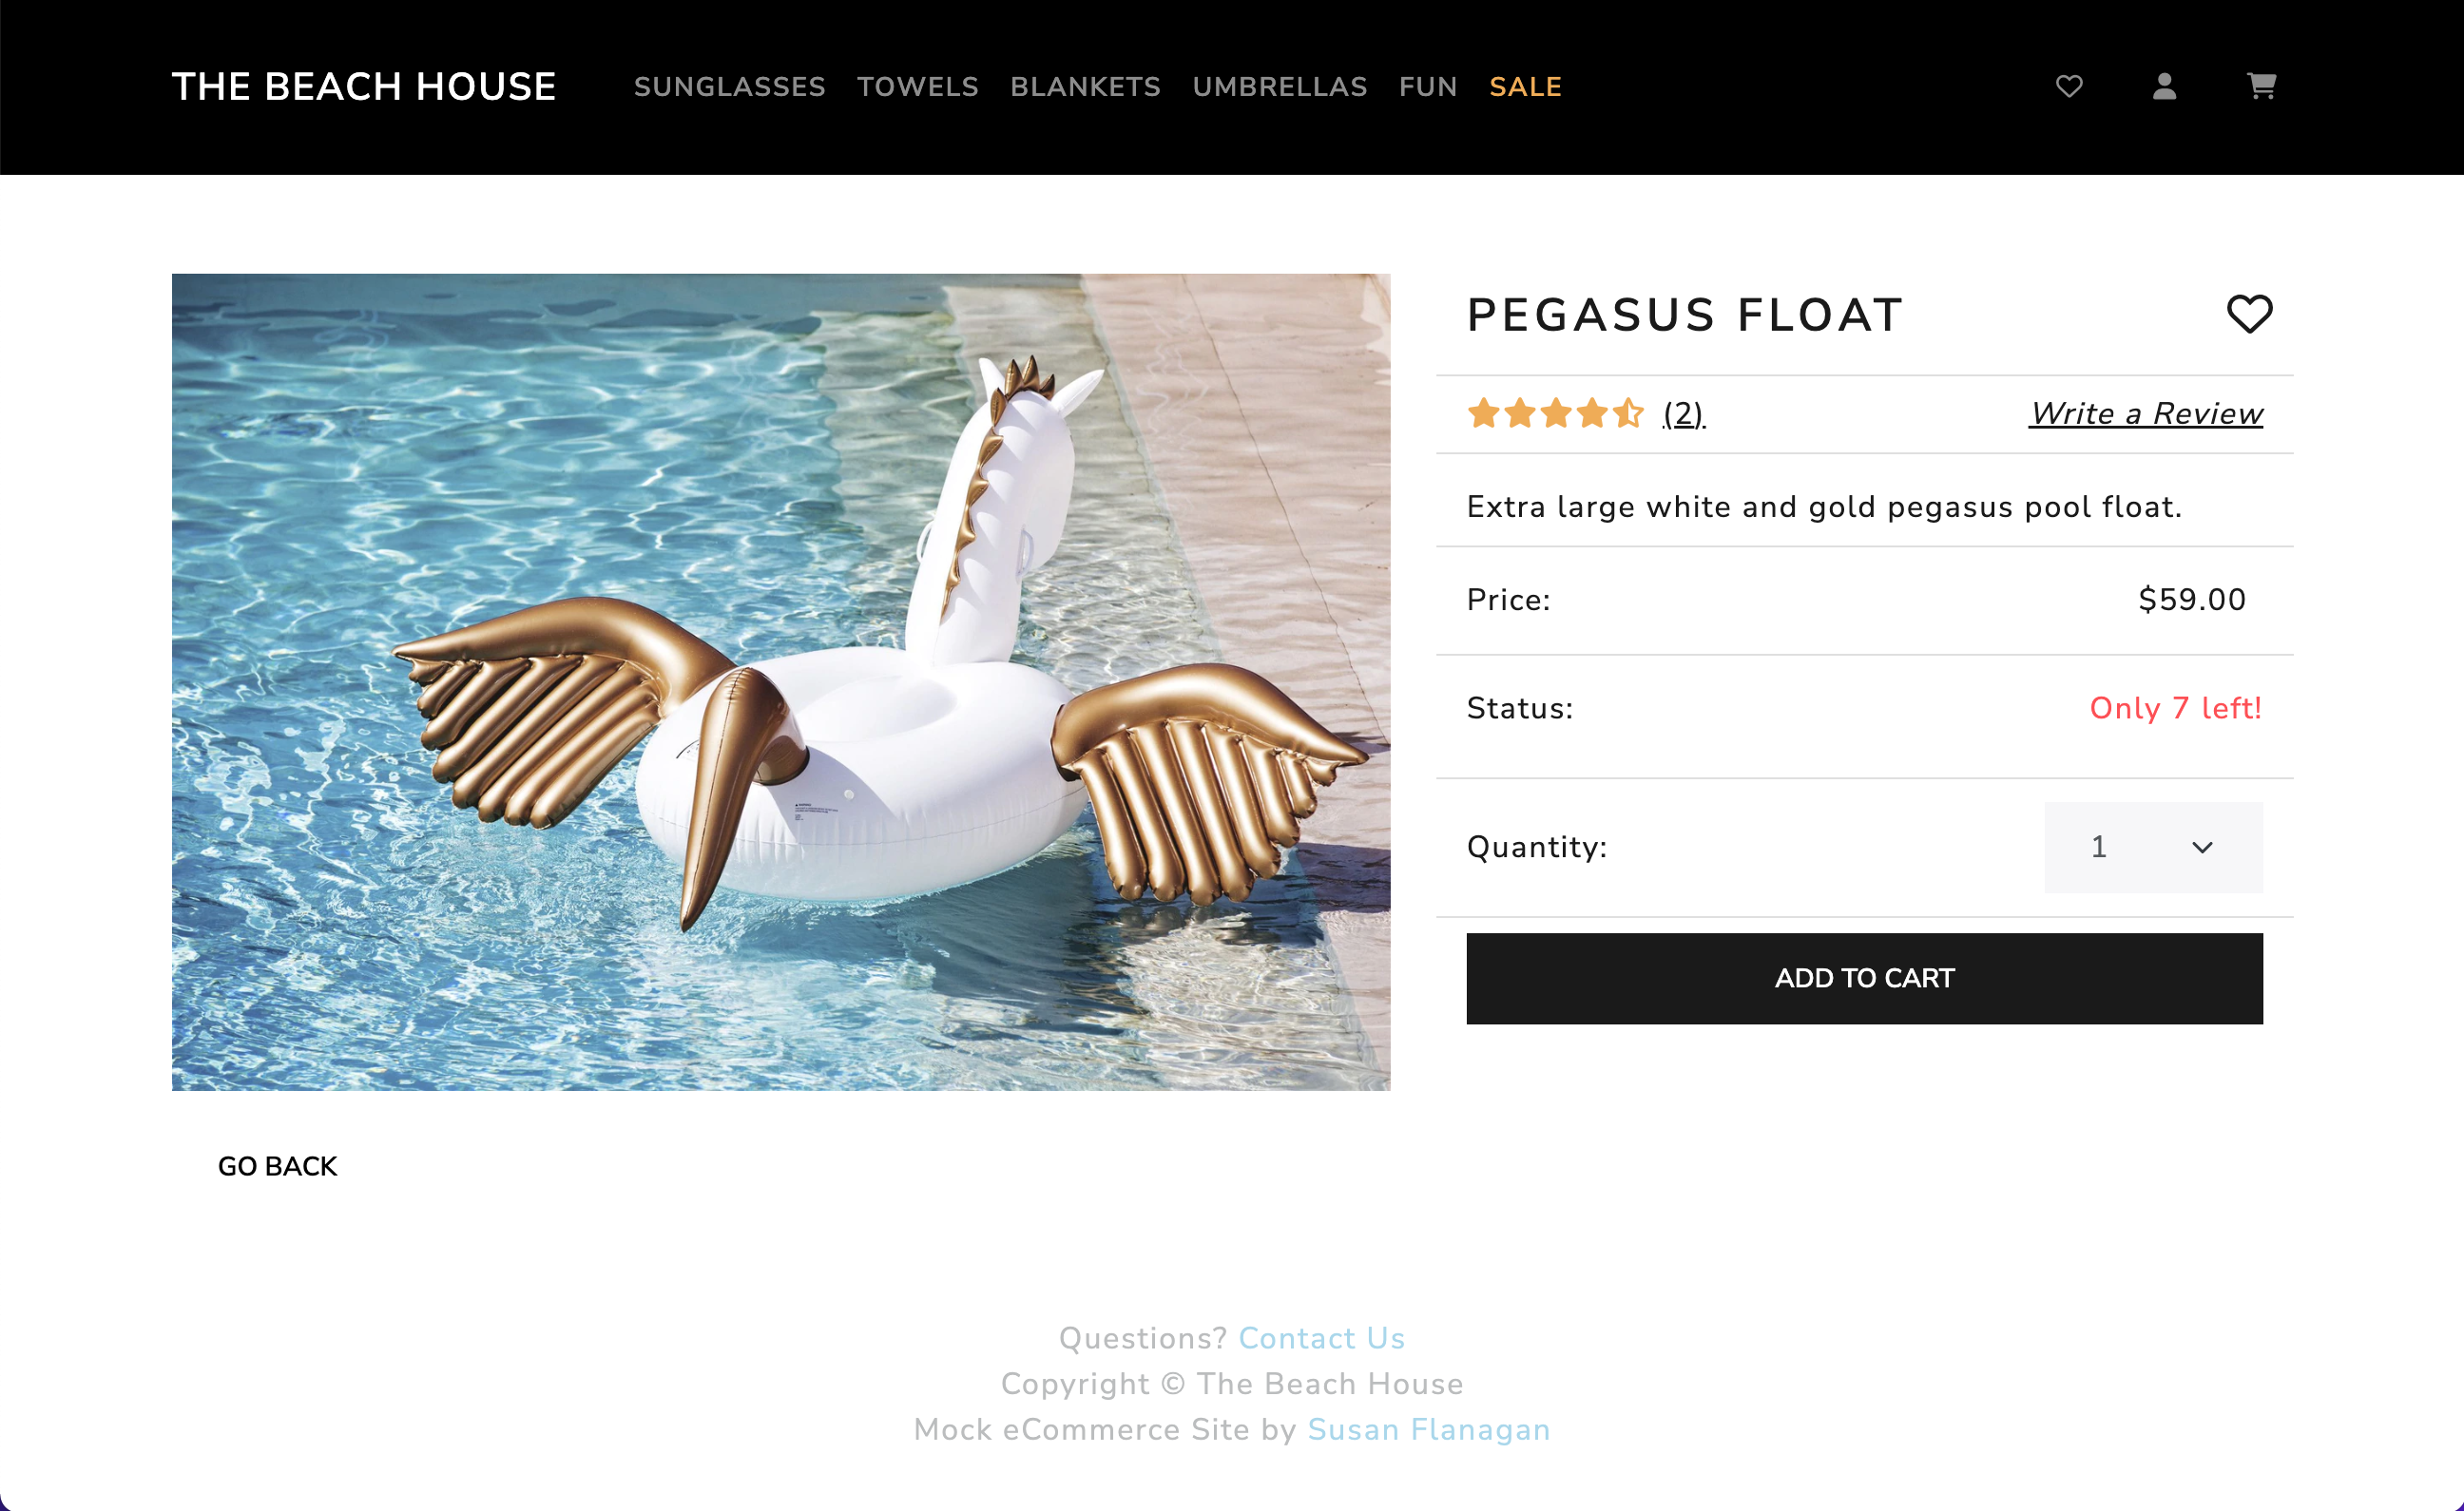 THE BEACH HOUSE SUNGLASSES TOWELS BLANKETS UMBRELLAS FUN SALE
PEGASUS FLOAT
(2) Write a Review
Extra large white and gold pegasus pool float.
Price: $59.00
Status: Only 7 left!
Quantity: 1
ADD TO CART
GO BACK
Questions? Contact Us
Copyright © The Beach House
Mock eCommerce Site by Susan Flanagan